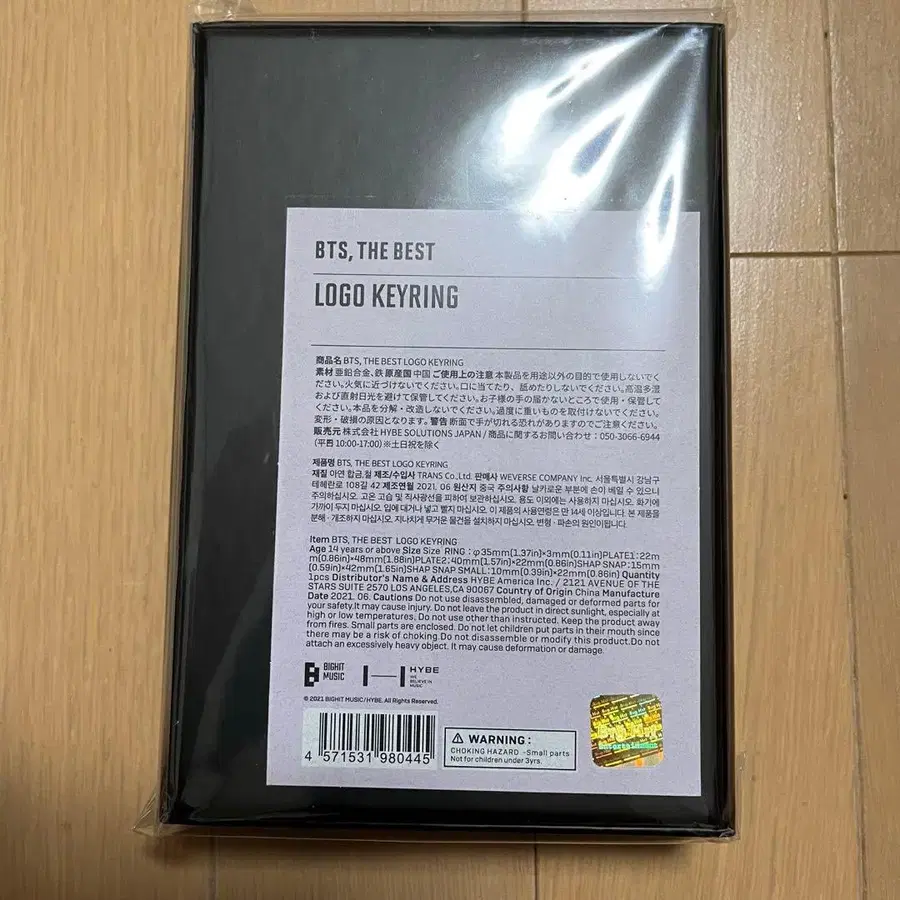 BTS, THE BEST
LOGO KEYRING
商品名 BTS, THE BEST LOGO KEYRING
素材 亜鉛合金、鉄 原産国 中国 ご使用上の注意 本製品を用途以外の目的で使用しないでく
ださい。火気に近づけないでください。口に当てたり、舐めたりしないでください。高温多湿
および直射日光を避けて保管してください。お子様の手の届かないところで使用・保管して
ください。本品を分解・改造しないでください。過度に重いものを取付けないでください。
変形・破損の原因となります。警告 断面で手が切れる恐れがありますのでご注意ください。
販売元 株式会社 HYBE SOLUTIONS JAPAN / 商品に関するお問い合わせ : 050-3066-6944
(平日 10:00-17:00) ※土日祝を除く
제품명 BTS, THE BEST LOGO KEYRING
재질 아연 합금,철 제조/수입사 TRANS Co.,Ltd. 판매사 WEVERSE COMPANY Inc. 서울특별시 강남구
테헤란로 108길 42 제조연월 2021. 06 원산지 중국 주의사항 날카로운 부분에 손이 베일 수 있으니
주의하십시오. 고온 고습 및 직사광선을 피하여 보관하십시오. 용도 이외에는 사용하지 마십시오. 화기에
가까이 두지 마십시오. 입에 대거나 넣고 빨지 마십시오. 이 제품의 사용연령은 만 14세 이상입니다. 본 제품을
분해 · 개조하지 마십시오. 지나치게 무거운 물건을 설치하지 마십시오. 변형 · 파손의 원인이 됩니다.
Item BTS, THE BEST LOGO KEYRING
Age 14 years or above Size Size RING : φ35mm(1.37in)*3mm(0.11in)PLATE1:22m
m(0.86in)*48mm(1.88in)PLATE2:40mm(1.57in)*22mm(0.86in)SHAP SNAP:15mm
(0.59in)*42mm(1.65in)SHAP SNAP SMALL:10mm(0.39in)*22mm(0.86in) Quantity
1pcs Distributor's Name & Address HYBE America Inc. / 2121 AVENUE OF THE
STARS SUITE 2570 LOS ANGELES,CA 90067 Country of Origin China Manufacture
Date 2021. 06. Cautions Do not use disassembled, damaged or deformed parts for
your safety.It may cause injury. Do not leave the product in direct sunlight, especially at
high or low temperatures. Do not use other than instructed. Keep the product away
from fires. Small parts are enclosed. Do not let children put parts in their mouth since
there may be a risk of choking.Do not disassemble or modify this product.Do not
attach an excessively heavy object. It may cause deformation or damage.
BIGHIT
MUSIC
HYBE
WE
BELIEVE IN
MUSIC
© 2021 BIGHIT MUSIC/HYBE. All Rights Reserved.
4 571531 980445
⚠ WARNING :
CHOKING HAZARD -Small parts
Not for children under 3yrs.
Entertainment